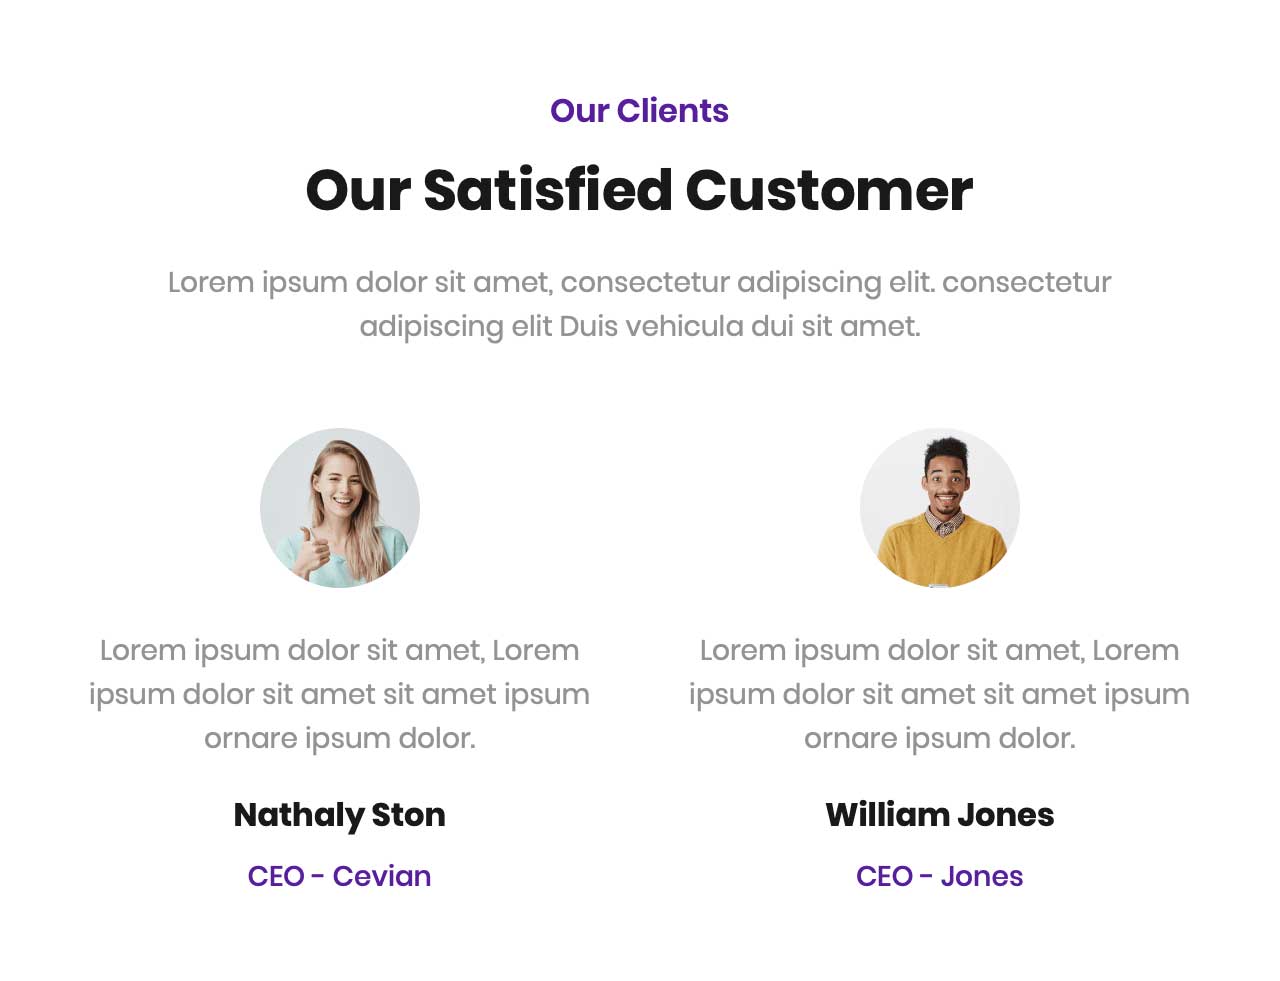 Our Clients
Our Satisfied Customer
Lorem ipsum dolor sit amet, consectetur adipiscing elit. consectetur
adipiscing elit Duis vehicula dui sit amet.
Lorem ipsum dolor sit amet, Lorem
ipsum dolor sit amet sit amet ipsum
ornare ipsum dolor.
Nathaly Ston
CEO - Cevian
Lorem ipsum dolor sit amet, Lorem
ipsum dolor sit amet sit amet ipsum
ornare ipsum dolor.
William Jones
CEO - Jones